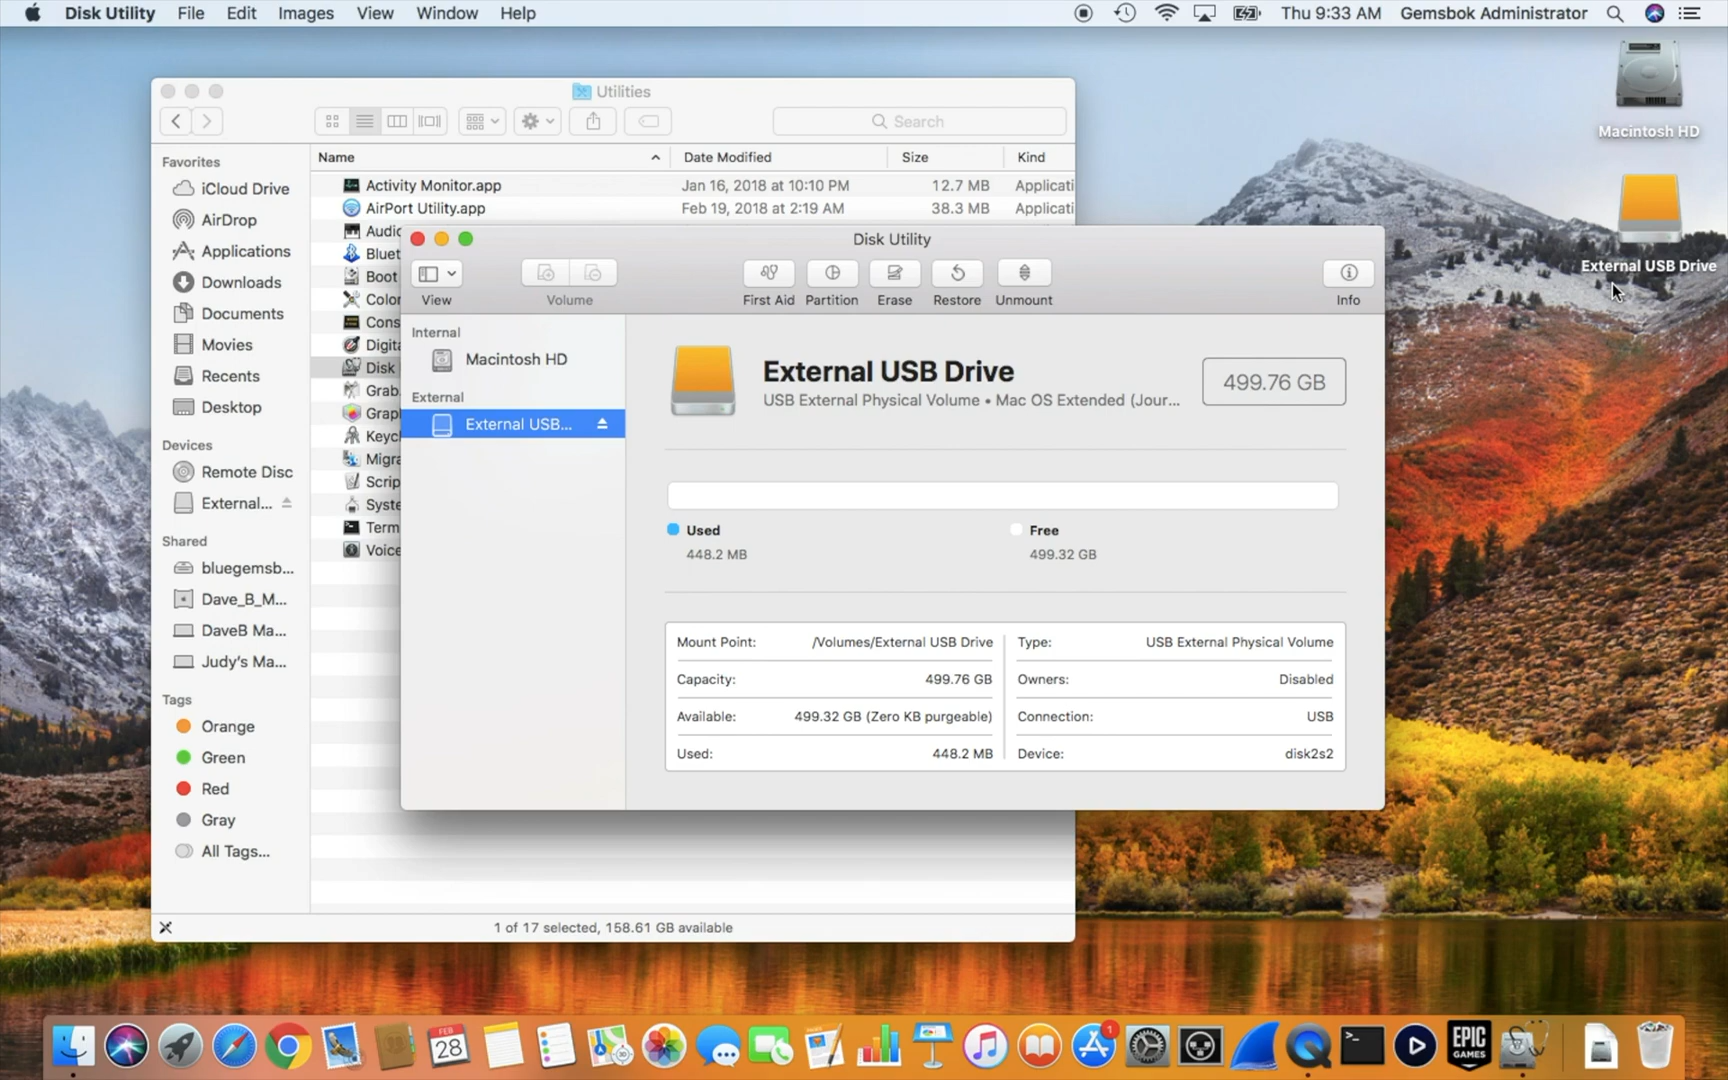 Disk Utility File Edit Images View Window Help Thu 9:33 AM Gemsbok Administrator
Macintosh HD
External USB Drive
Utilities
Search
Favorites
iCloud Drive
AirDrop
Applications
Downloads
Documents
Movies
Recents
Desktop
Devices
Remote Disc
External...
Shared
bluegemsb...
Dave_B_M...
DaveB Ma...
Judy's Ma...
Tags
Orange
Green
Red
Gray
All Tags...
Name Date Modified Size Kind
Activity Monitor.app Jan 16, 2018 at 10:10 PM 12.7 MB Applicati
AirPort Utility.app Feb 19, 2018 at 2:19 AM 38.3 MB Applicati
Audio
Bluet
Boot
Color
Cons
Digita
Disk
Grab.
Graph
Keych
Migra
Scrip
Syste
Term
Voice
1 of 17 selected, 158.61 GB available
Disk Utility
View Volume First Aid Partition Erase Restore Unmount Info
Internal
Macintosh HD
External
External USB...
External USB Drive
USB External Physical Volume • Mac OS Extended (Jour...
499.76 GB
Used
448.2 MB
Free
499.32 GB
Mount Point: /Volumes/External USB Drive
Capacity: 499.76 GB
Available: 499.32 GB (Zero KB purgeable)
Used: 448.2 MB
Type: USB External Physical Volume
Owners: Disabled
Connection: USB
Device: disk2s2
FEB
28
1
EPIC
GAMES